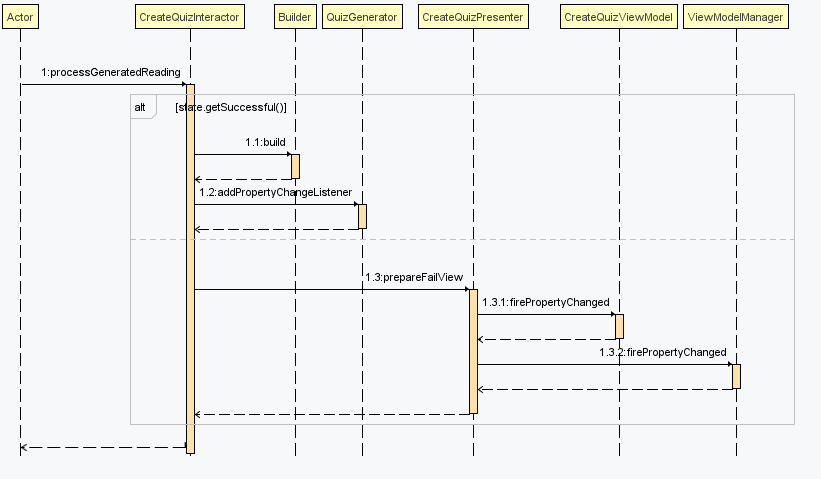 Actor
CreateQuizInteractor
Builder
QuizGenerator
CreateQuizPresenter
CreateQuizViewModel
ViewModelManager
1:processGeneratedReading
alt
[state.getSuccessful()]
1.1:build
1.2:addPropertyChangeListener
1.3:prepareFailView
1.3.1:firePropertyChanged
1.3.2:firePropertyChanged